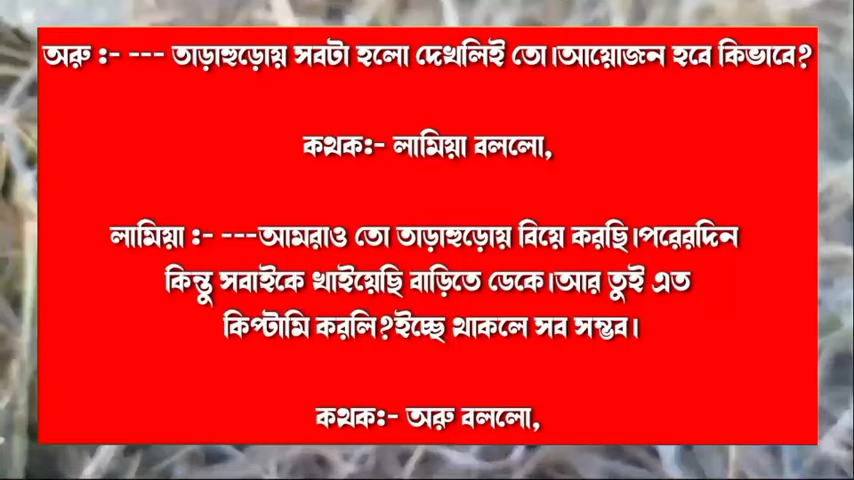 অরু :- --- তাড়াহুড়োয় সবটা হলো দেখলিই তো।আয়োজন হবে কিভাবে?
কথক:- লামিয়া বললো,
লামিয়া :- ---আমরাও তো তাড়াহুড়োয় বিয়ে করছি।পরেরদিন
কিন্তু সবাইকে খাইয়েছি বাড়িতে ডেকে।আর তুই এত
কিপ্টামি করলি?ইচ্ছে থাকলে সব সম্ভব।
কথক:- অরু বললো,